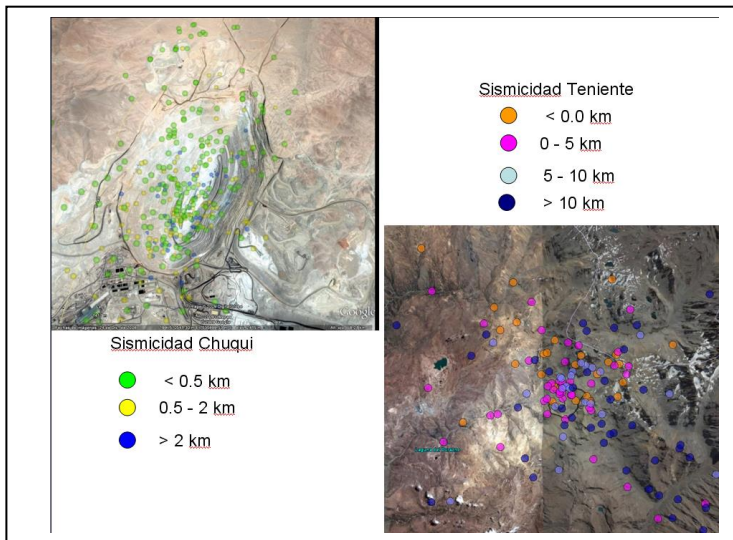 Sismicidad Teniente
< 0.0 km
0 - 5 km
5 - 10 km
> 10 km
Google
Sismicidad Chuqui
< 0.5 km
0.5 - 2 km
> 2 km